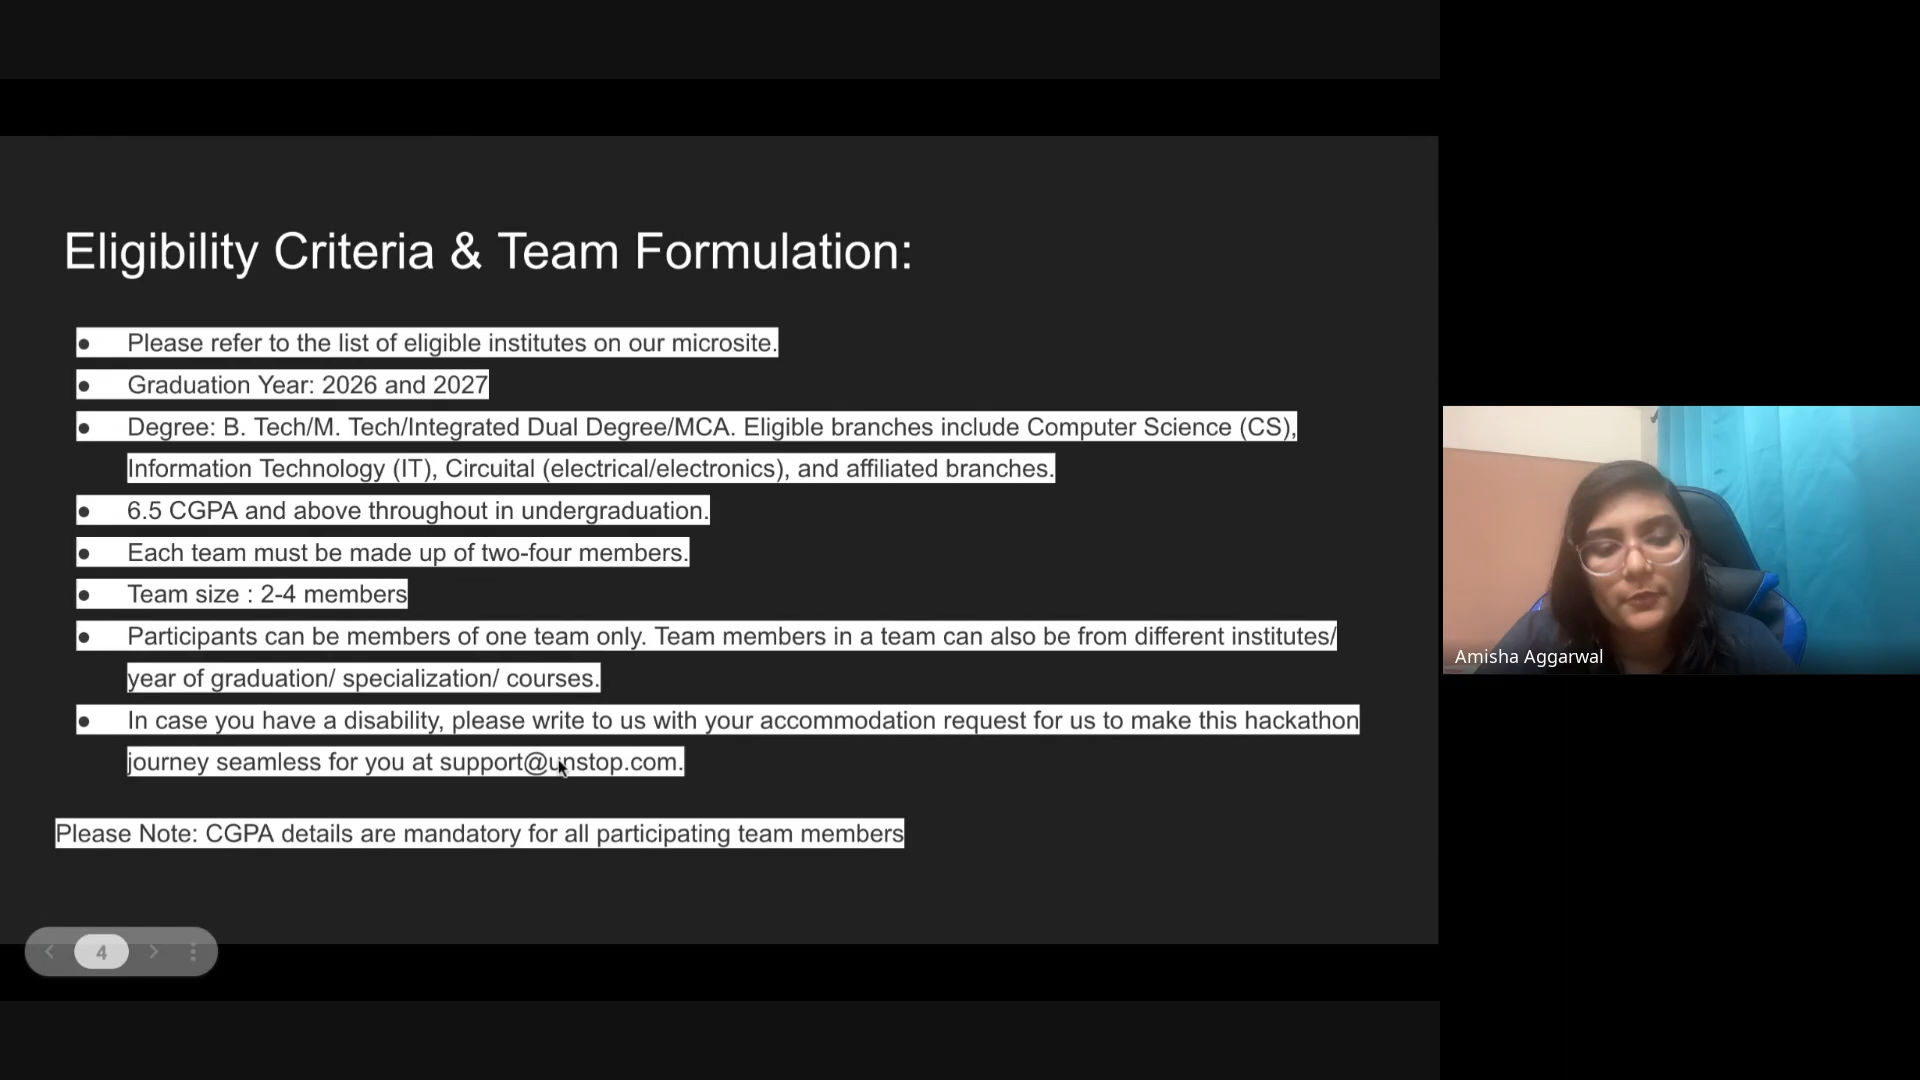 Eligibility Criteria & Team Formulation:
● Please refer to the list of eligible institutes on our microsite.
● Graduation Year: 2026 and 2027
● Degree: B. Tech/M. Tech/Integrated Dual Degree/MCA. Eligible branches include Computer Science (CS),
Information Technology (IT), Circuital (electrical/electronics), and affiliated branches.
● 6.5 CGPA and above throughout in undergraduation.
● Each team must be made up of two-four members.
● Team size : 2-4 members
● Participants can be members of one team only. Team members in a team can also be from different institutes/
year of graduation/ specialization/ courses.
● In case you have a disability, please write to us with your accommodation request for us to make this hackathon
journey seamless for you at support@unstop.com.
Please Note: CGPA details are mandatory for all participating team members
4
Amisha Aggarwal